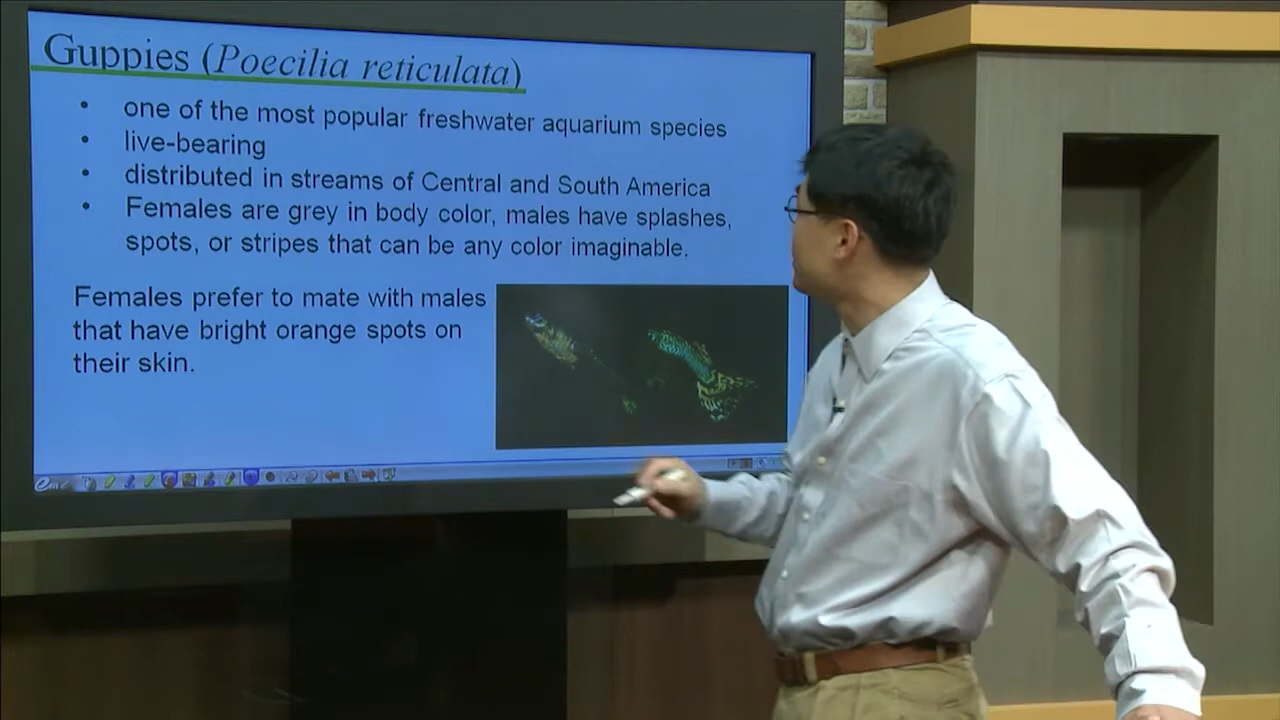 Guppies (Poecilia reticulata)
• one of the most popular freshwater aquarium species
• live-bearing
• distributed in streams of Central and South America
• Females are grey in body color, males have splashes,
spots, or stripes that can be any color imaginable.
Females prefer to mate with males
that have bright orange spots on
their skin.